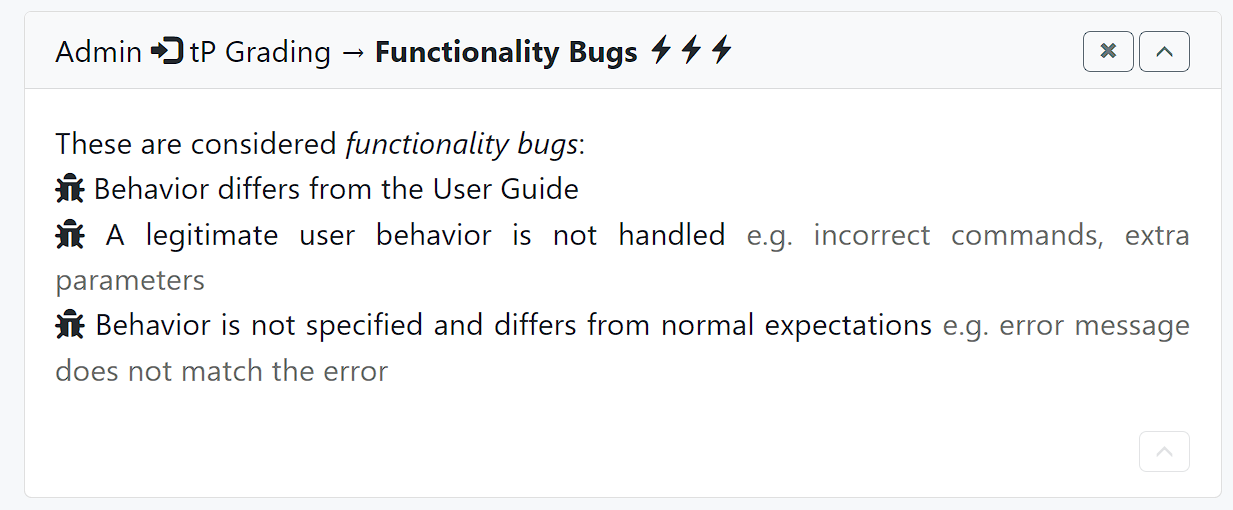 Admin tP Grading → Functionality Bugs
These are considered functionality bugs:
Behavior differs from the User Guide
A legitimate user behavior is not handled e.g. incorrect commands, extra
parameters
Behavior is not specified and differs from normal expectations e.g. error message
does not match the error